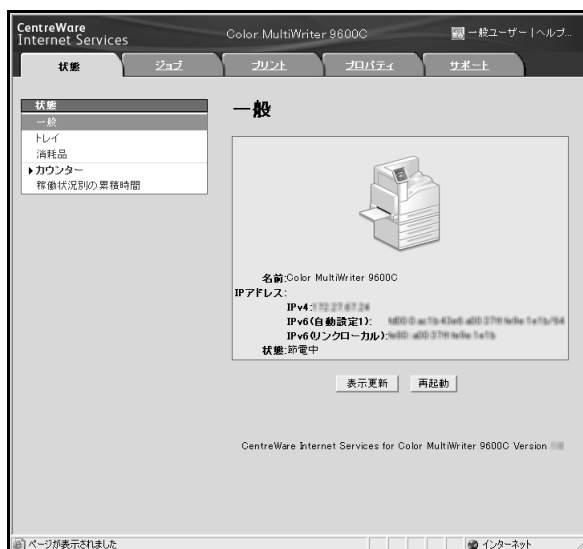 CentreWare
Internet Services
Color MultiWriter 9600C
一般ユーザー | ヘルプ...
状態
ジョブ
プリント
プロパティ
サポート
状態
一般
トレイ
消耗品
カウンター
稼働状況別の累積時間
一般
名前:Color MultiWriter 9600C
IPアドレス:
IPv4:
IPv6(自動設定1):
IPv6(リンクローカル):
状態:節電中
表示更新
再起動
CentreWare Internet Services for Color MultiWriter 9600C Version
ページが表示されました
インターネット